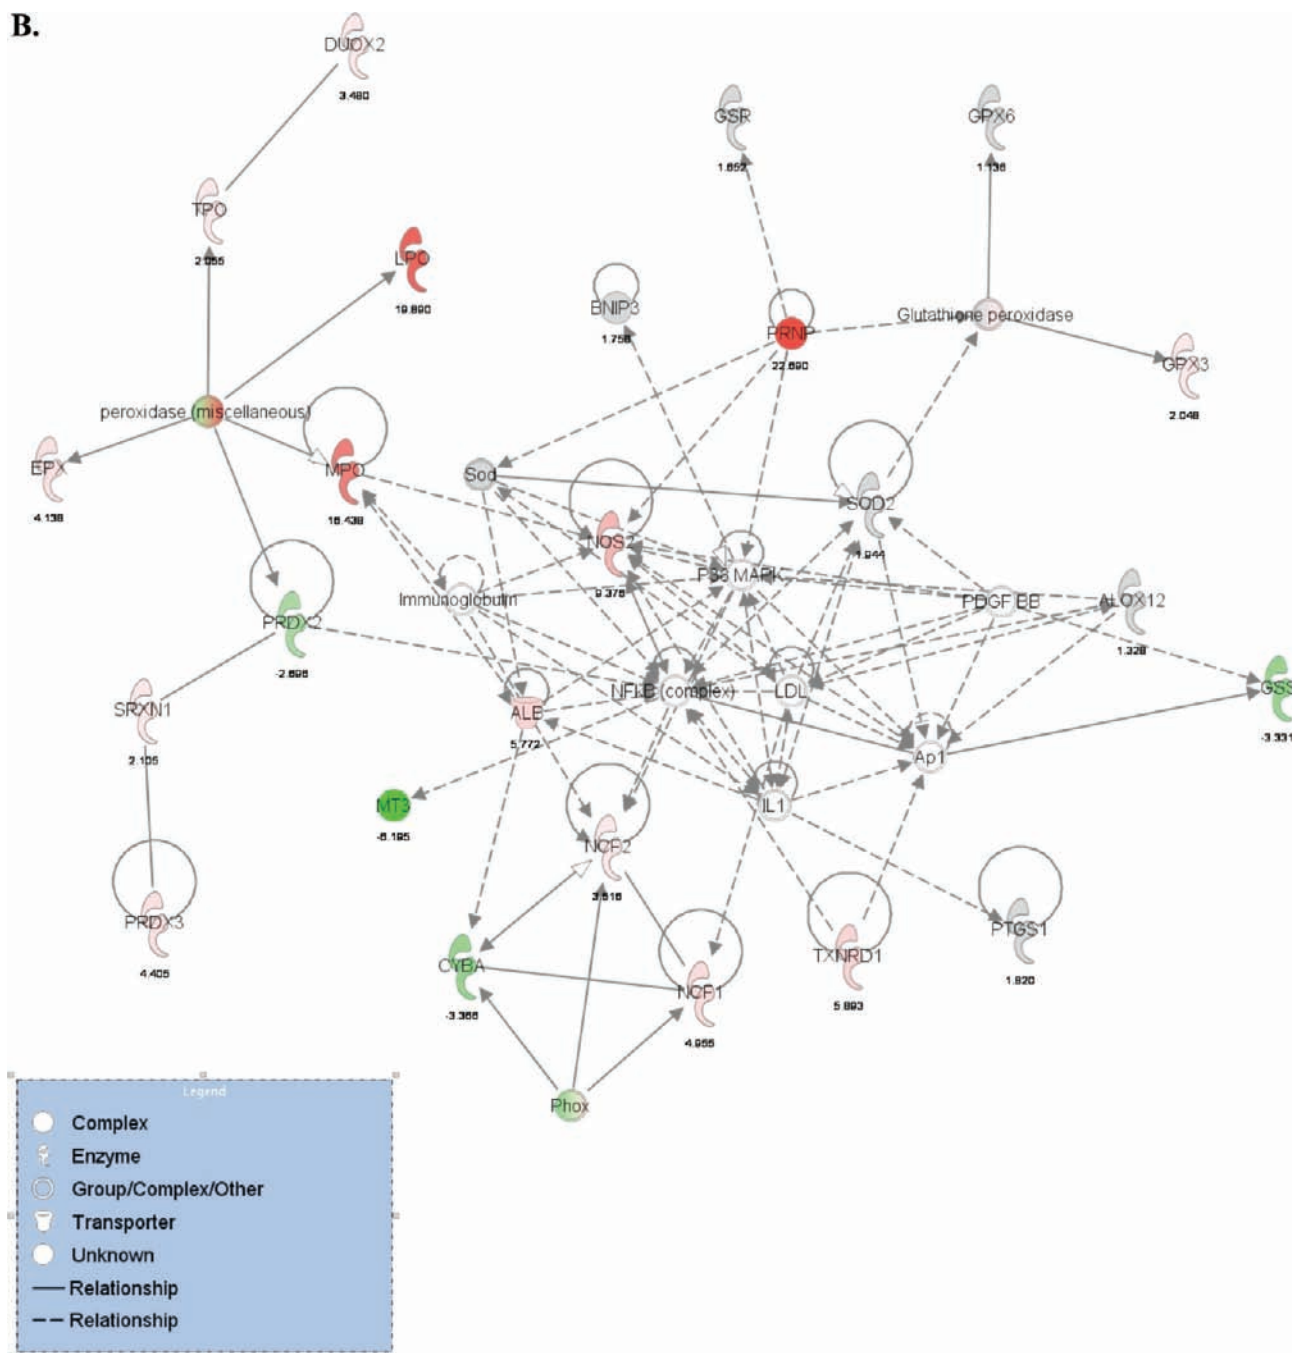 B.
DUOX2
3.480
GSR
1.652
GPX6
1.136
TPO
2.055
LPO
19.890
BNIP3
1.756
PRNP
22.690
Glutathione peroxidase
GPX3
2.048
peroxidase (miscellaneous)
EPX
4.138
MPO
16.438
Sod
SOD2
1.944
NOS2
9.376
P38 MAPK
Immunoglobulin
PDGF BB
ALOX12
1.328
PRDX2
-2.696
NFkB (complex)
LDL
GSS
-3.331
SRXN1
2.105
ALB
5.772
Ap1
MT3
-6.195
IL1
NCF2
3.516
PRDX3
4.405
CYBA
-3.366
NCF1
4.955
TXNRD1
5.893
PTGS1
1.820
Phox
Legend
Complex
Enzyme
Group/Complex/Other
Transporter
Unknown
Relationship
Relationship